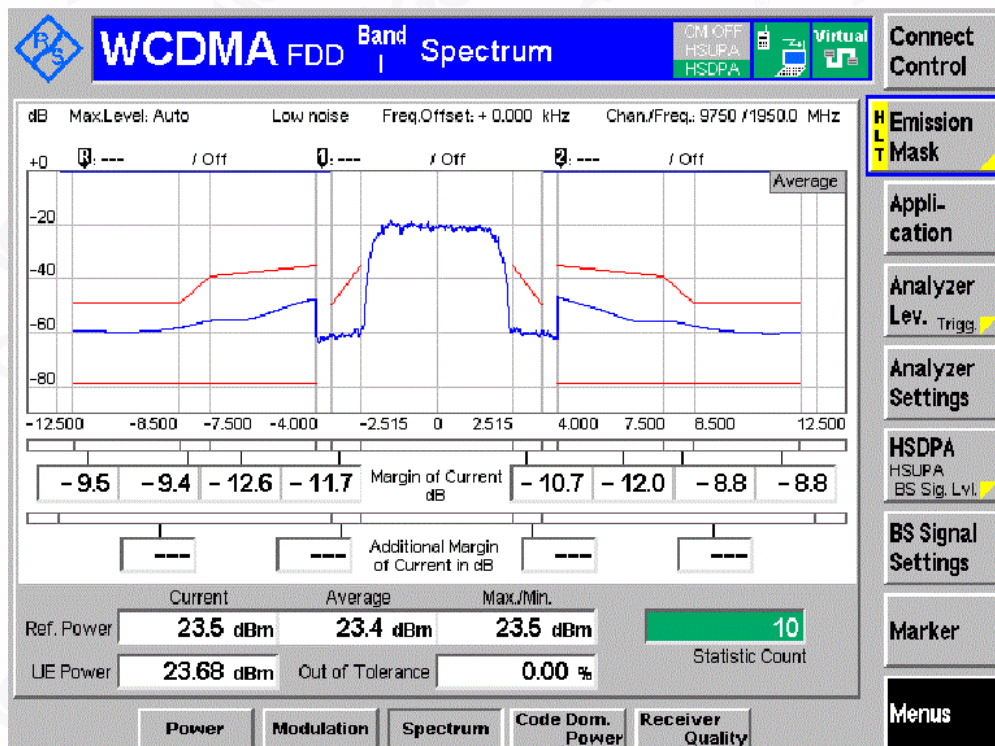 R&S
WCDMA FDD Band I Spectrum
CM OFF
HSUPA
HSDPA
Virtual
Connect Control
dB Max.Level: Auto Low noise Freq.Offset: + 0.000 kHz Chan./Freq.: 9750 / 1950.0 MHz
H L T Emission Mask
+0 R: --- / Off 1: --- / Off 2: --- / Off
Average
-20
-40
-60
-80
Appli-
cation
Analyzer
Lev. Trigg.
Analyzer
Settings
-12.500 -8.500 -7.500 -4.000 -2.515 0 2.515 4.000 7.500 8.500 12.500
HSDPA
HSUPA
BS Sig. Lvl.
-9.5 -9.4 -12.6 -11.7 Margin of Current dB -10.7 -12.0 -8.8 -8.8
--- --- Additional Margin of Current in dB --- ---
BS Signal
Settings
Current Average Max./Min.
Ref. Power 23.5 dBm 23.4 dBm 23.5 dBm 10
Statistic Count
UE Power 23.68 dBm Out of Tolerance 0.00 %
Marker
Menus
Power Modulation Spectrum Code Dom. Power Receiver Quality